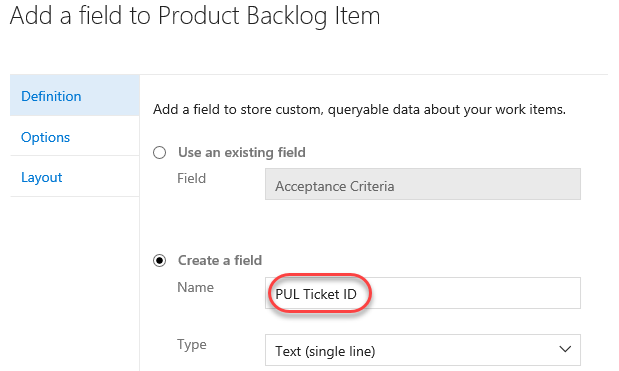 Add a field to Product Backlog Item
Definition
Options
Layout
Add a field to store custom, queryable data about your work items.
Use an existing field
Field
Acceptance Criteria
Create a field
Name
PUL Ticket ID
Type
Text (single line)